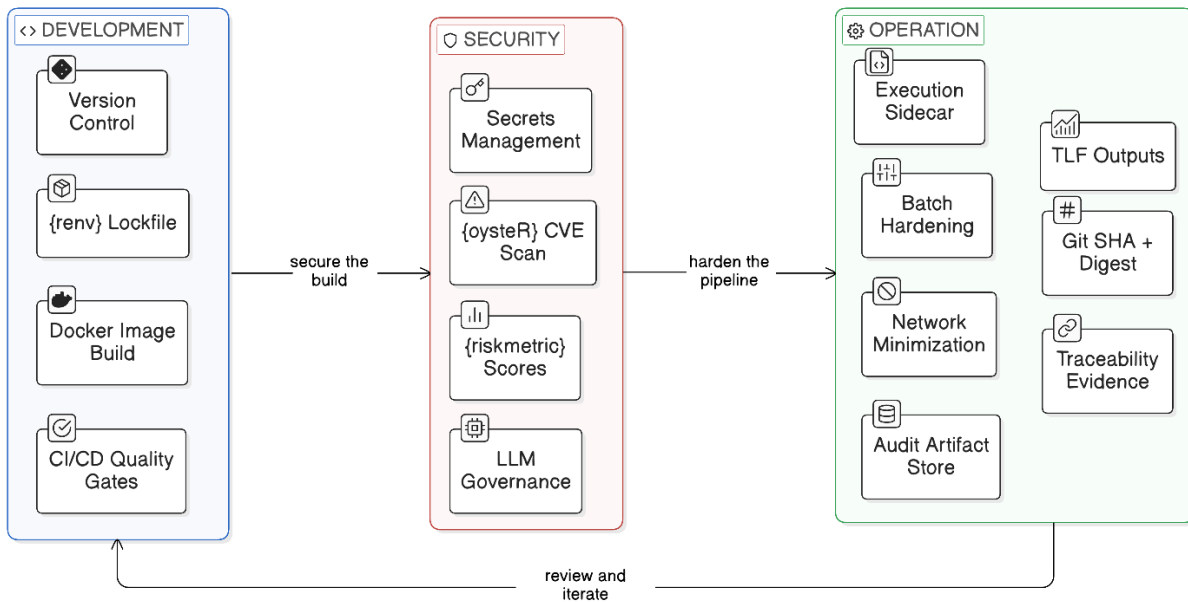 <> DEVELOPMENT
Version
Control
{renv} Lockfile
Docker Image
Build
CI/CD Quality
Gates
secure the
build
SECURITY
Secrets
Management
{oysteR} CVE
Scan
{riskmetric}
Scores
LLM
Governance
harden the
pipeline
OPERATION
Execution
Sidecar
Batch
Hardening
Network
Minimization
Audit Artifact
Store
TLF Outputs
#
Git SHA +
Digest
Traceability
Evidence
review and
iterate